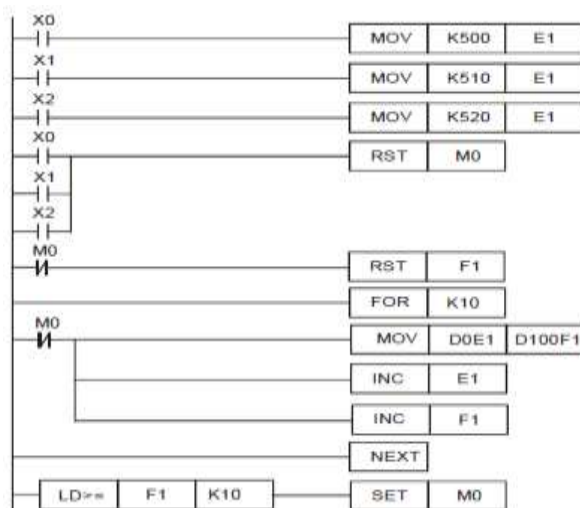 X0
MOV K500 E1
X1
MOV K510 E1
X2
MOV K520 E1
X0
RST M0
X1
X2
M0
RST F1
FOR K10
M0
MOV D0E1 D100F1
INC E1
INC F1
NEXT
LD>= F1 K10 SET M0